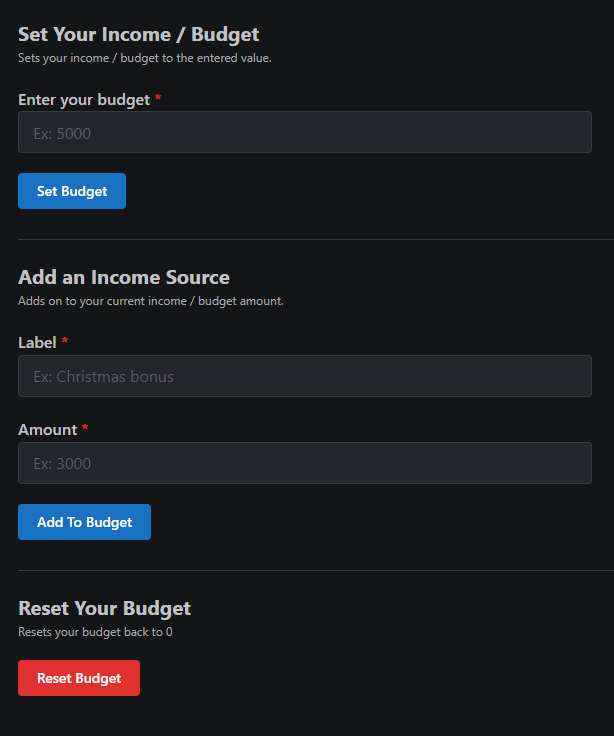 Set Your Income / Budget
Sets your income / budget to the entered value.
Enter your budget *
Ex: 5000
Set Budget
Add an Income Source
Adds on to your current income / budget amount.
Label *
Ex: Christmas bonus
Amount *
Ex: 3000
Add To Budget
Reset Your Budget
Resets your budget back to 0
Reset Budget